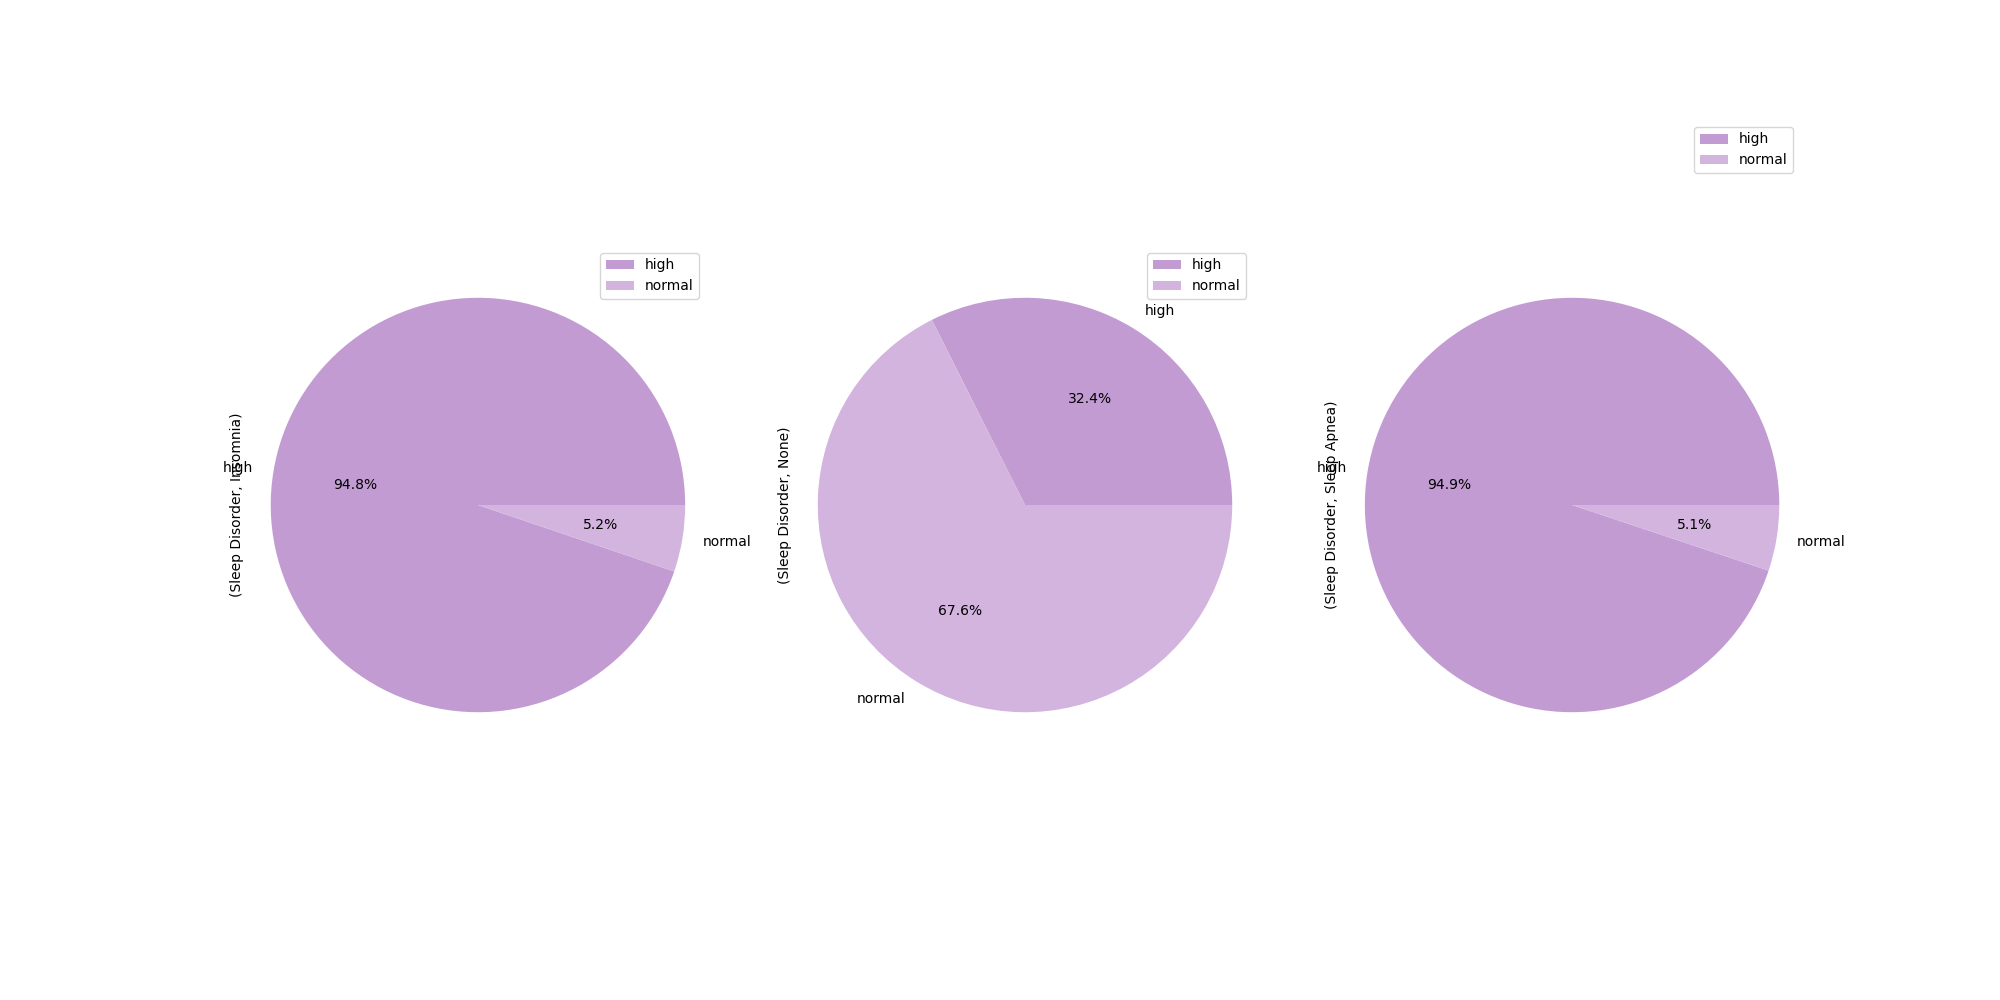 high
normal
high
normal
high
normal
(Sleep Disorder, Insomnia)
high
94.8%
5.2%
normal
(Sleep Disorder, None)
high
32.4%
67.6%
normal
(Sleep Disorder, Sleep Apnea)
high
94.9%
5.1%
normal